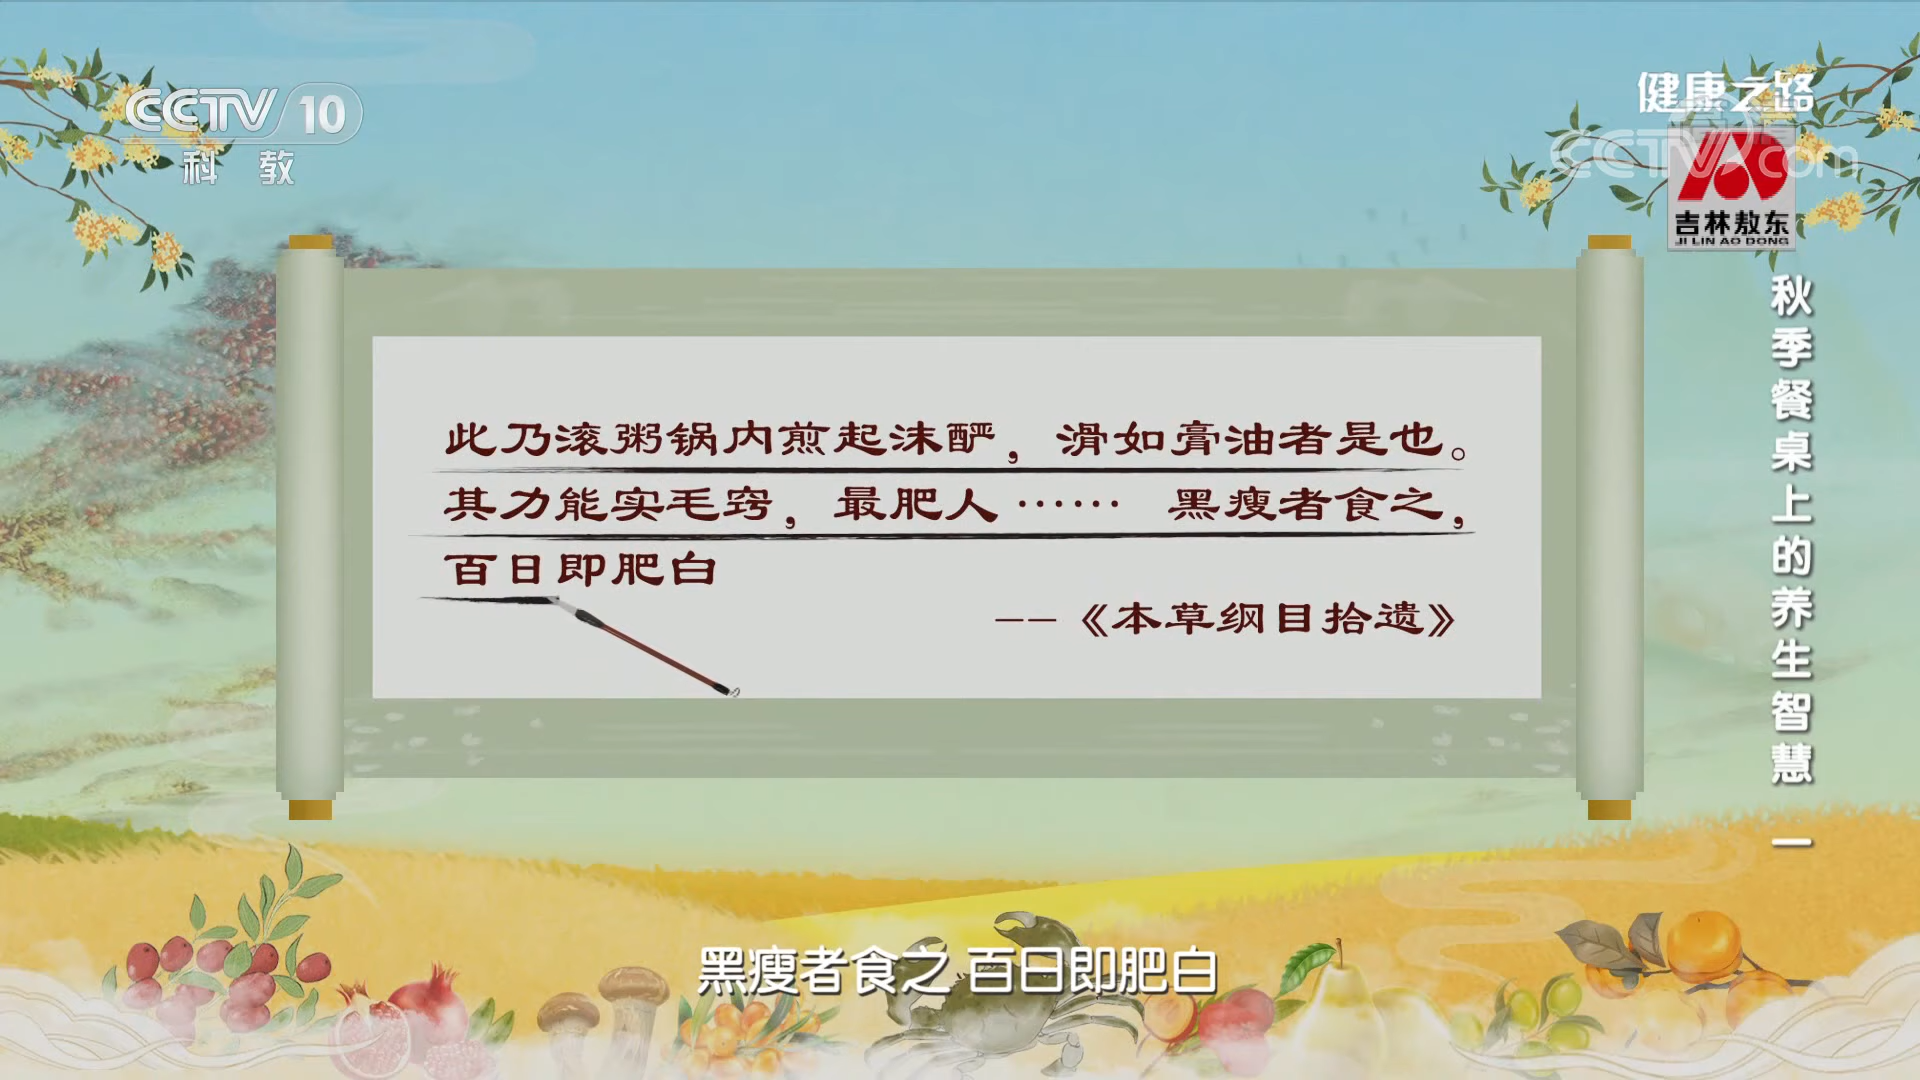 CCTV 10
科 教
健康之路
CCTV.com
吉林敖东
JI LIN AO DONG
此乃滚粥锅内煎起沫酽，滑如膏油者是也。
其力能实毛窍，最肥人…… 黑瘦者食之，
百日即肥白
——《本草纲目拾遗》
秋季餐桌上的养生智慧 一
黑瘦者食之 百日即肥白